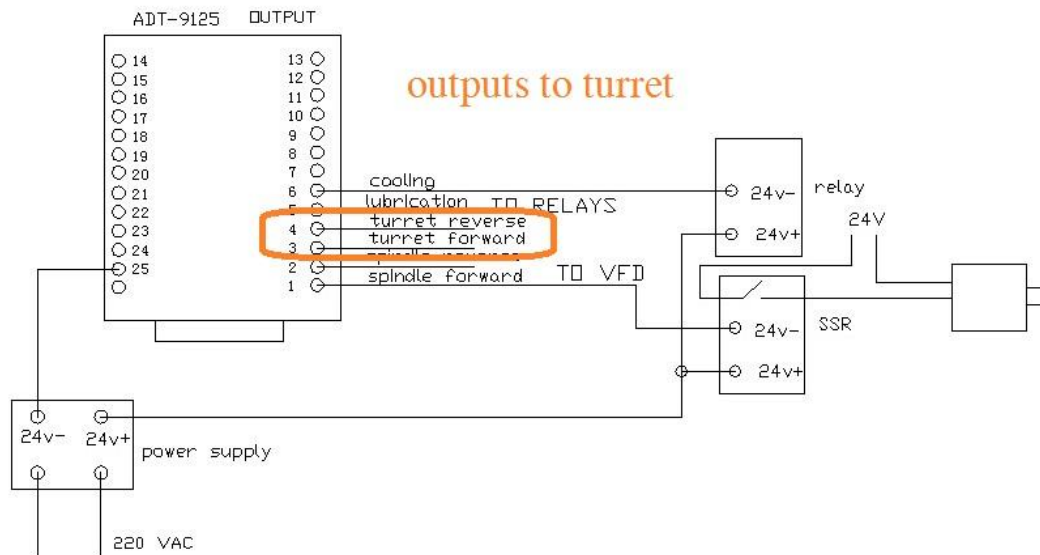 ADT-9125 OUTPUT
14 13
15 12
16 11
17 10
18 9
19 8
20 7
21 6
22 5
23 4
24 3
25 2
1
outputs to turret
cooling
lubrication
TO RELAYS
turret reverse
turret forward
spindle reverse
spindle forward
TO VFD
24v-
relay
24v+
24V
24v-
SSR
24v+
24v- 24v+
power supply
220 VAC